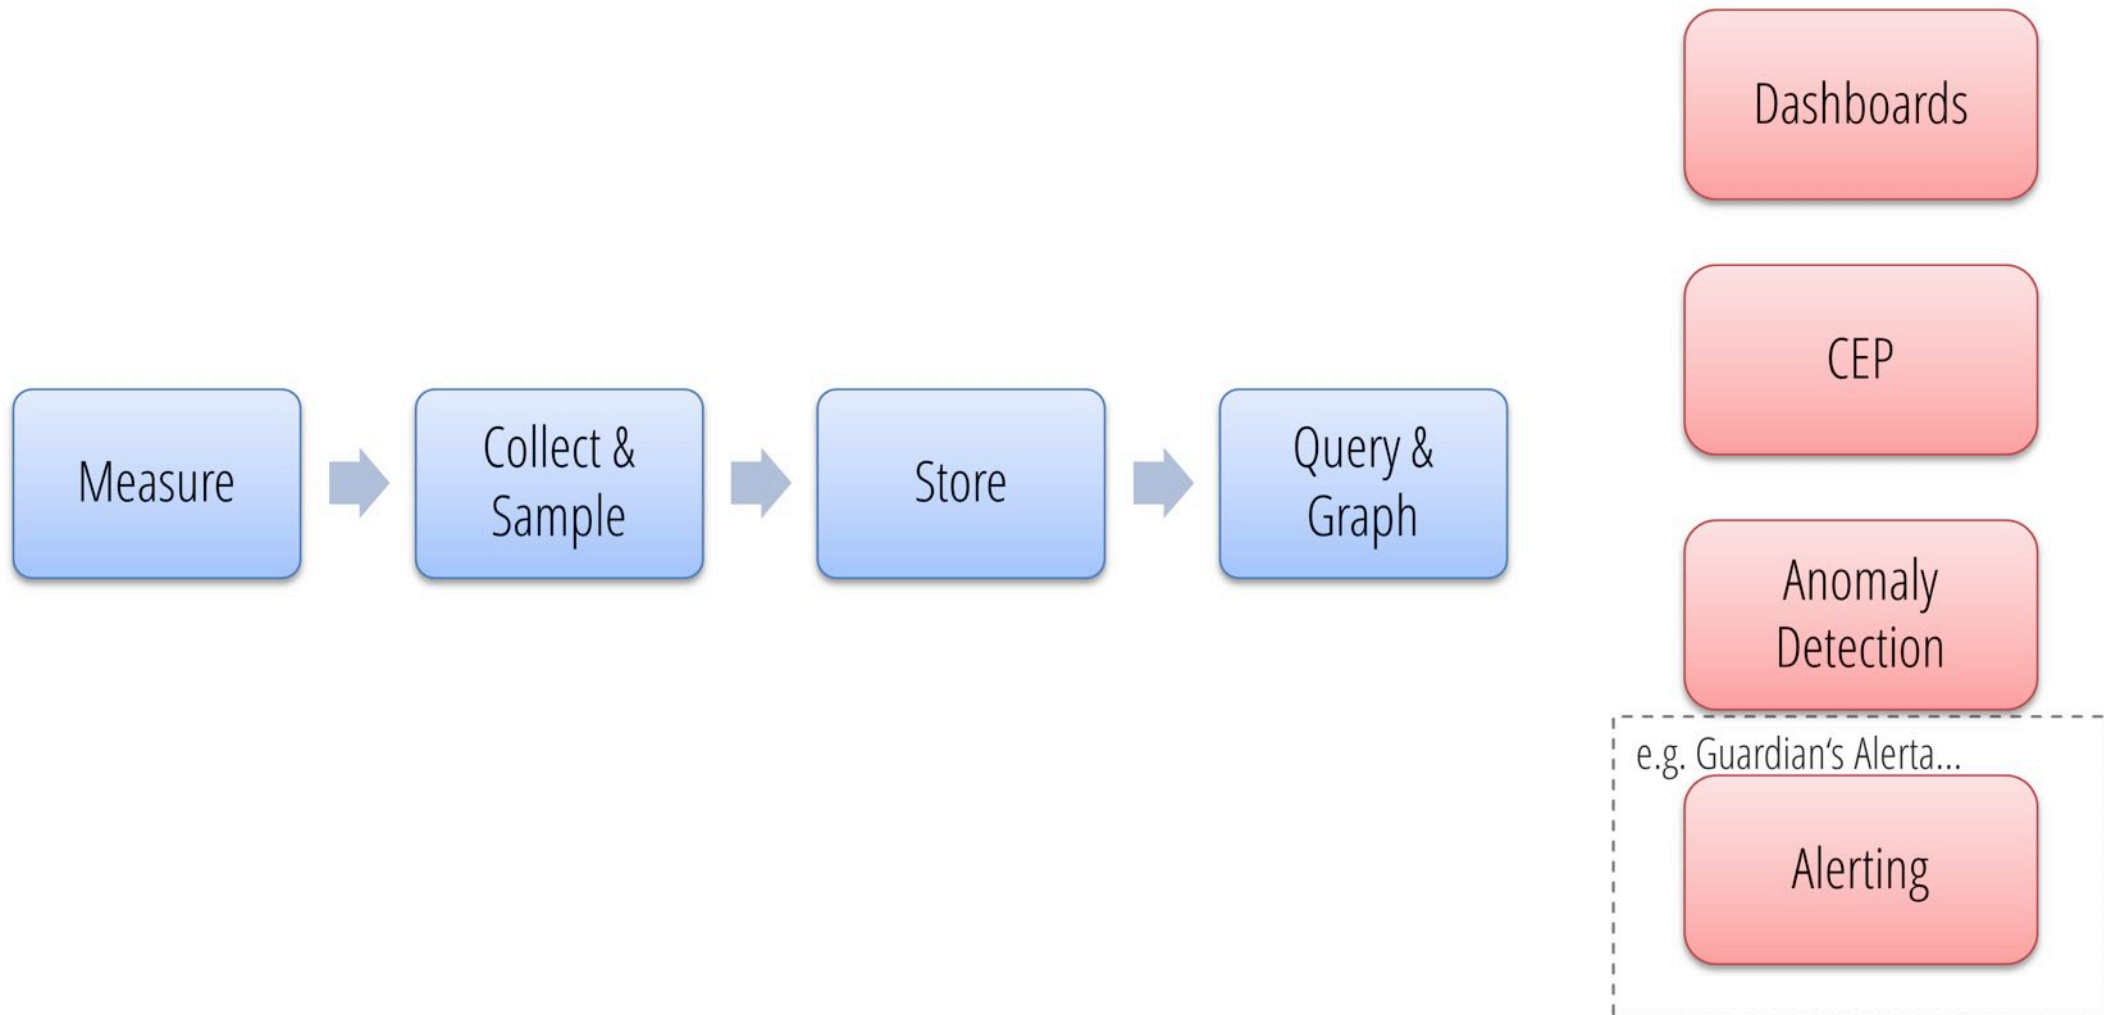 Dashboards
CEP
Measure
Collect &
Sample
Store
Query &
Graph
Anomaly
Detection
e.g. Guardian‘s Alerta...
Alerting